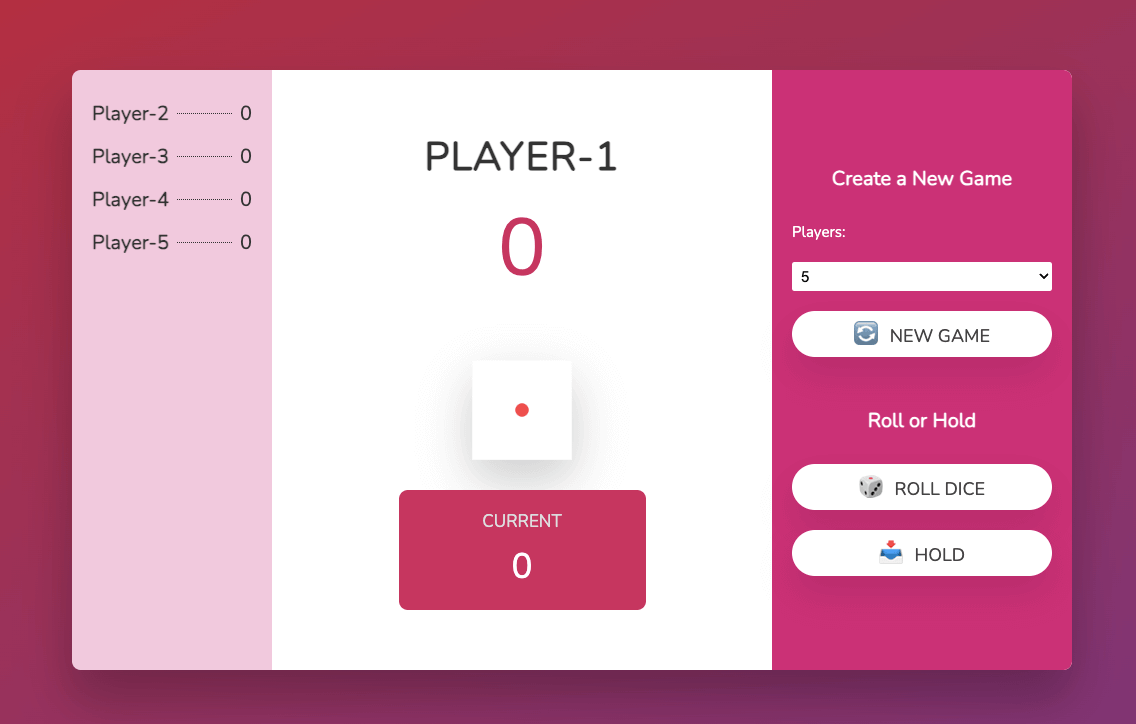 Player-2 0
Player-3 0
Player-4 0
Player-5 0
PLAYER-1
0
CURRENT
0
Create a New Game
Players:
5
NEW GAME
Roll or Hold
ROLL DICE
HOLD